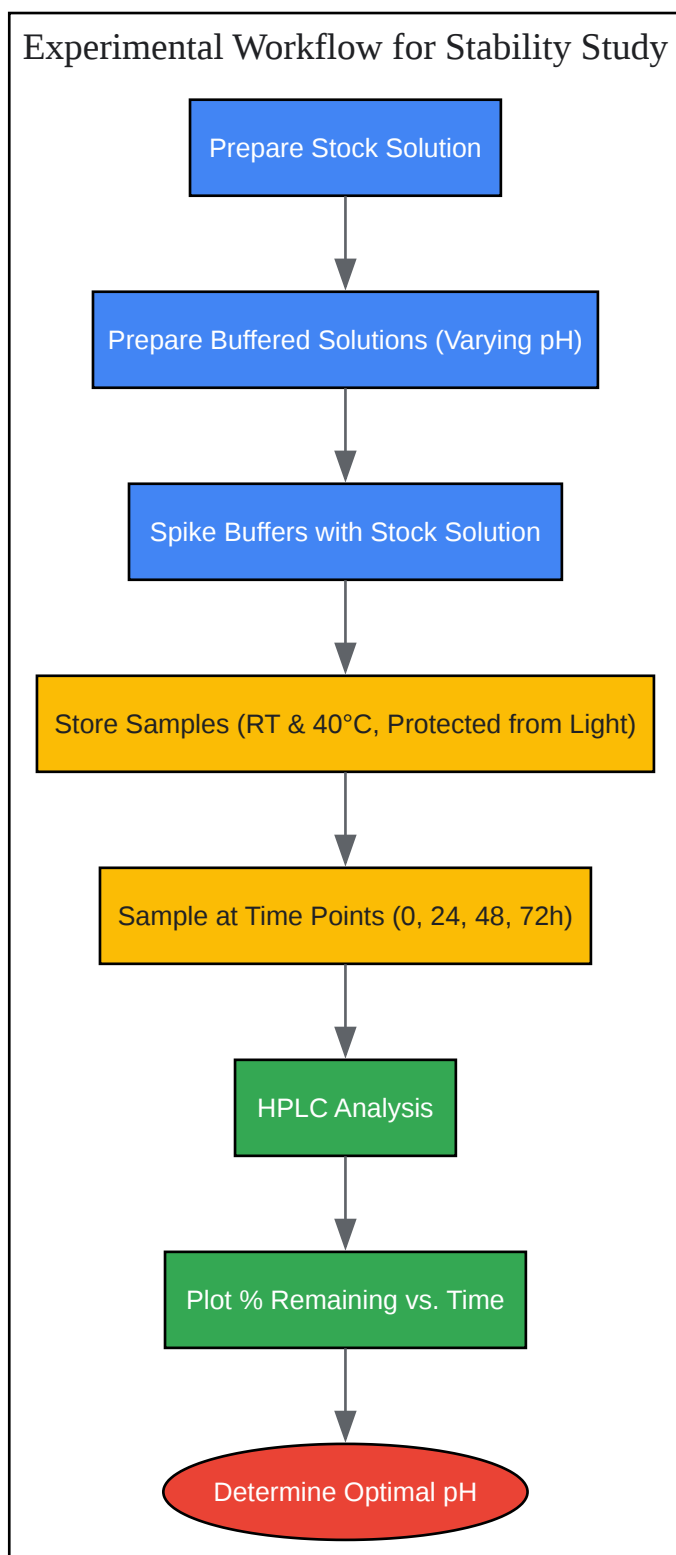 Experimental Workflow for Stability Study
Prepare Stock Solution
Prepare Buffered Solutions (Varying pH)
Spike Buffers with Stock Solution
Store Samples (RT & 40°C, Protected from Light)
Sample at Time Points (0, 24, 48, 72h)
HPLC Analysis
Plot % Remaining vs. Time
Determine Optimal pH